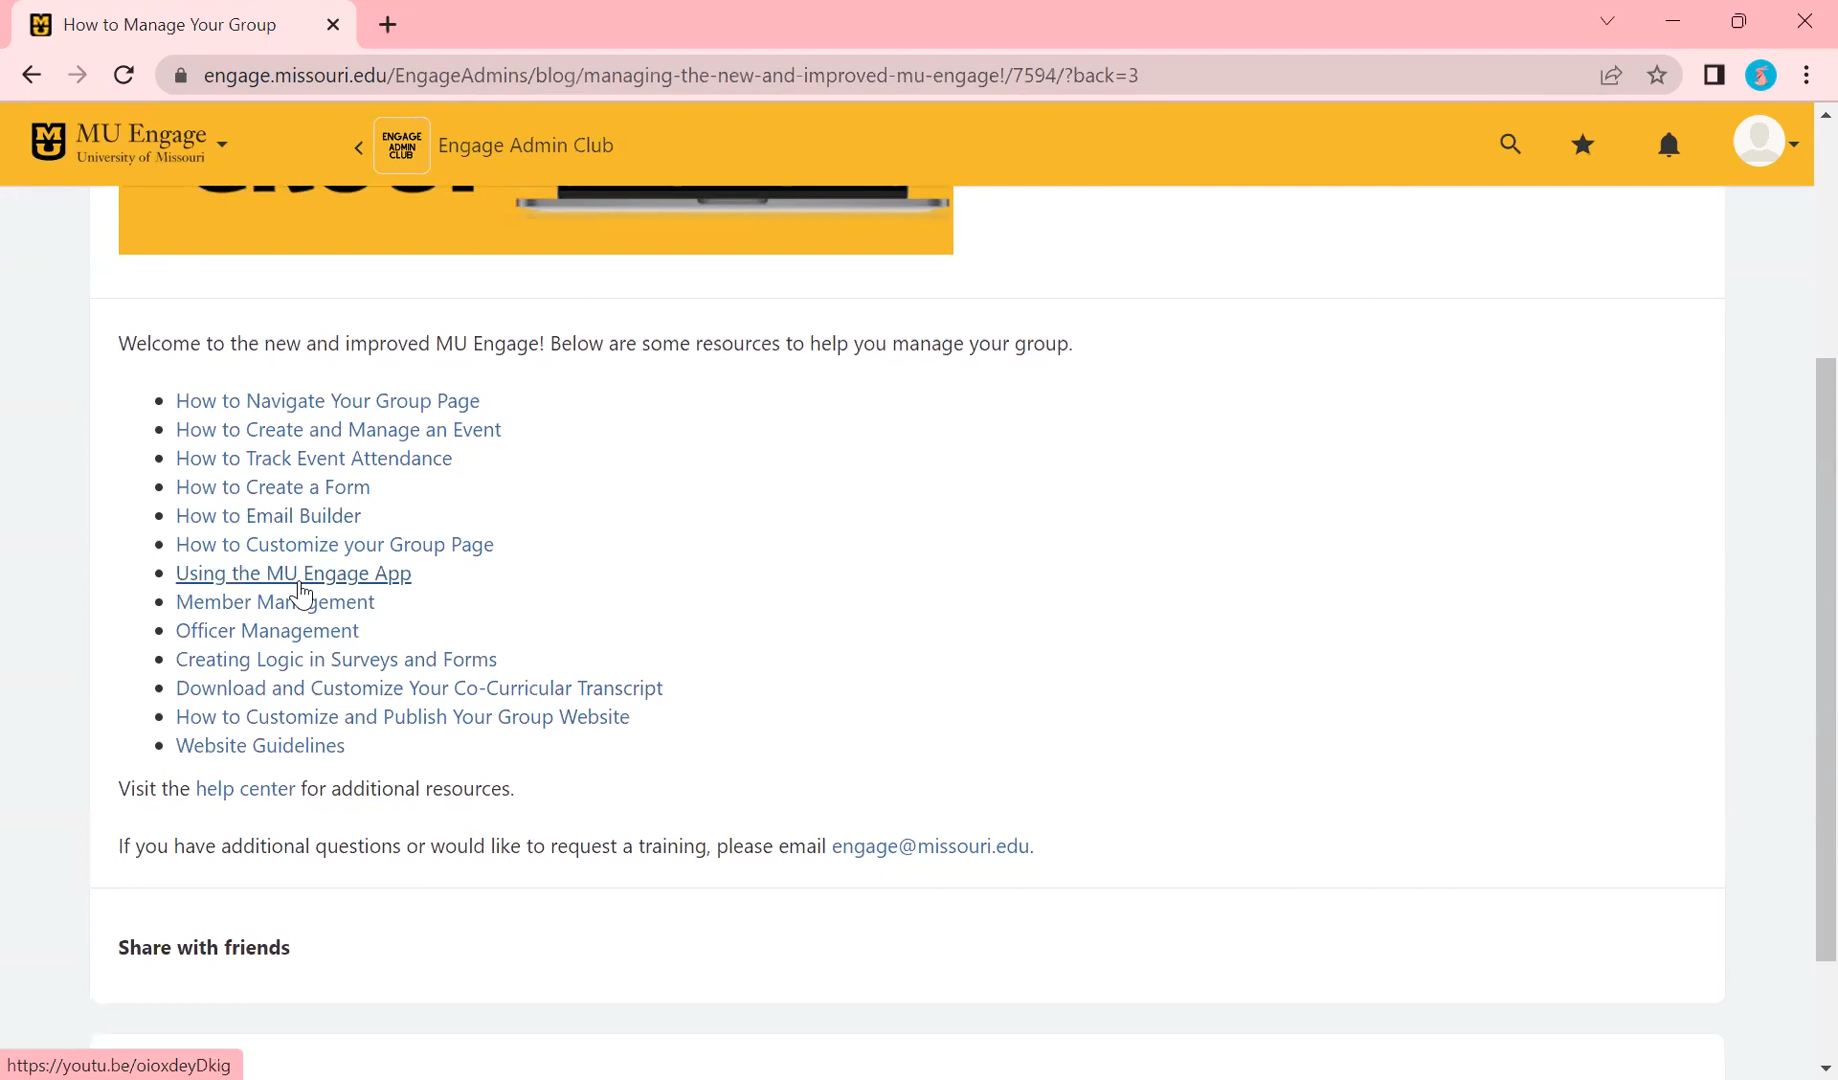 How to Manage Your Group
engage.missouri.edu/EngageAdmins/blog/managing-the-new-and-improved-mu-engage!/7594/?back=3
MU Engage
University of Missouri
ENGAGE
ADMIN
CLUB
Engage Admin Club
Welcome to the new and improved MU Engage! Below are some resources to help you manage your group.
How to Navigate Your Group Page
How to Create and Manage an Event
How to Track Event Attendance
How to Create a Form
How to Email Builder
How to Customize your Group Page
Using the MU Engage App
Member Management
Officer Management
Creating Logic in Surveys and Forms
Download and Customize Your Co-Curricular Transcript
How to Customize and Publish Your Group Website
Website Guidelines
Visit the help center for additional resources.
If you have additional questions or would like to request a training, please email engage@missouri.edu.
Share with friends
https://youtu.be/oioxdeyDkig